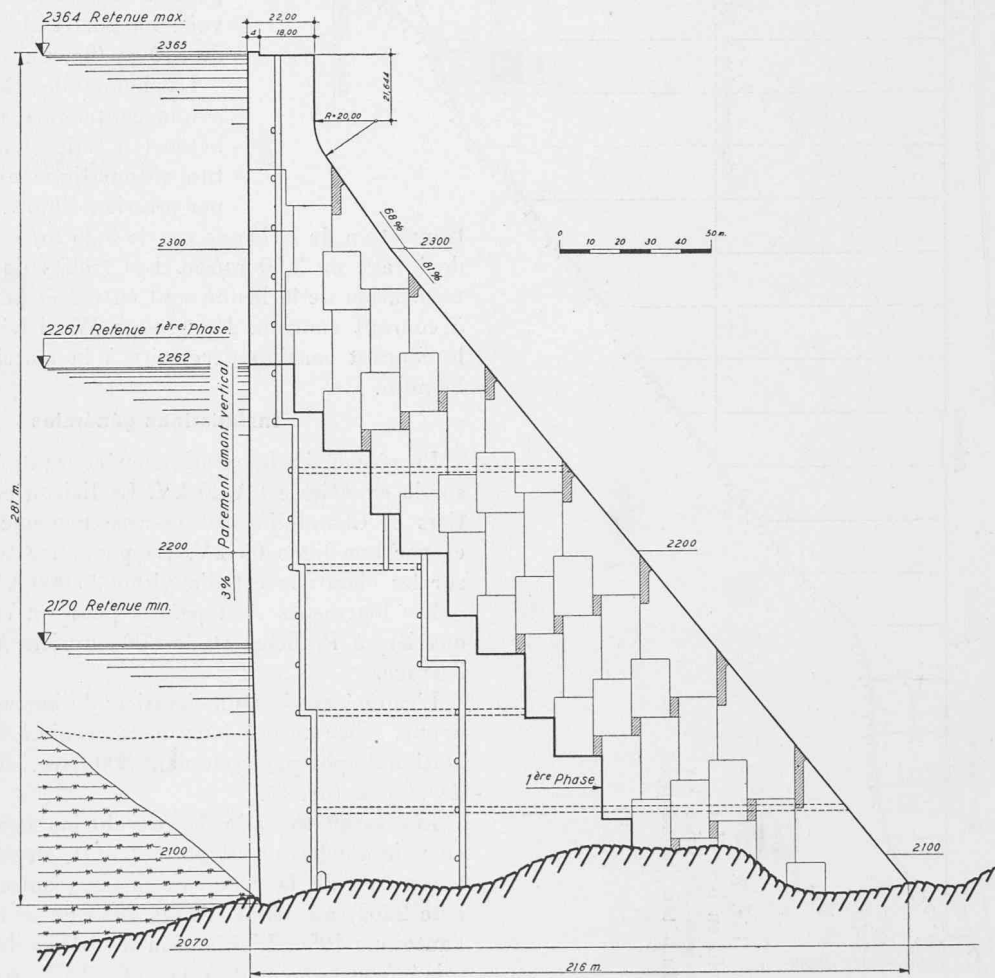 22,00
2364 Retenue max.
4 18,00
2365
21,644
R=20,00
68%
0 10 20 30 40 50 m.
2300
2300
81%
2261 Retenue 1ère Phase.
2262
Parement amont vertical
281 m.
2200
2200
3%
2170 Retenue min.
1ère Phase
2100
2100
2070
216 m.